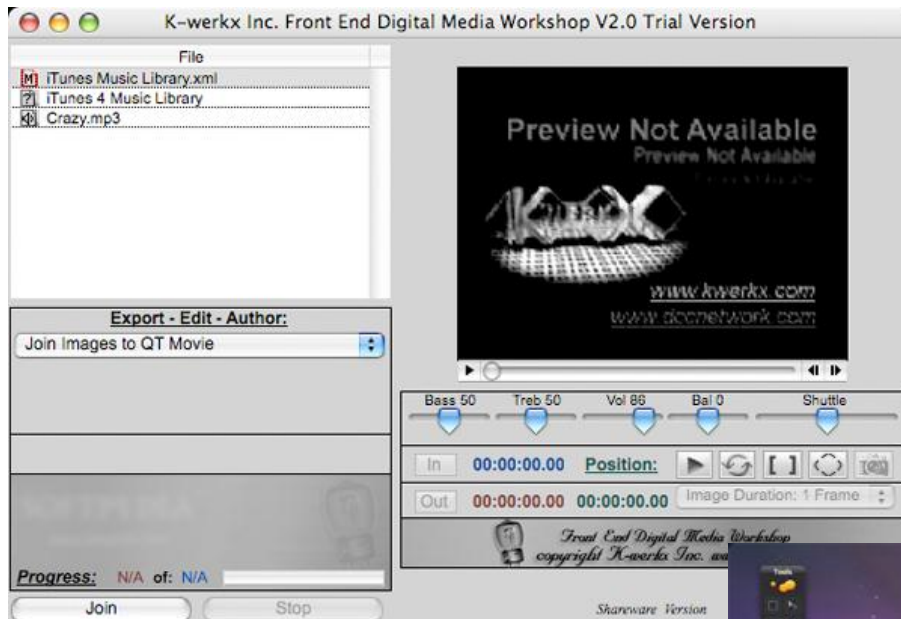 K-werkx Inc. Front End Digital Media Workshop V2.0 Trial Version
File
iTunes Music Library.xml
iTunes 4 Music Library
Crazy.mp3
Preview Not Available
Preview Not Available
KWERKX
www.kwerkx.com
www.dccnetwork.com
Export - Edit - Author:
Join Images to QT Movie
Bass 50 Treb 50 Vol 86 Bal 0 Shuttle
In 00:00:00.00 Position:
Out 00:00:00.00 00:00:00.00 Image Duration: 1 Frame
Front End Digital Media Workshop
copyright K-werkx Inc.
Progress: N/A of: N/A
Join Stop
Shareware Version
Tools